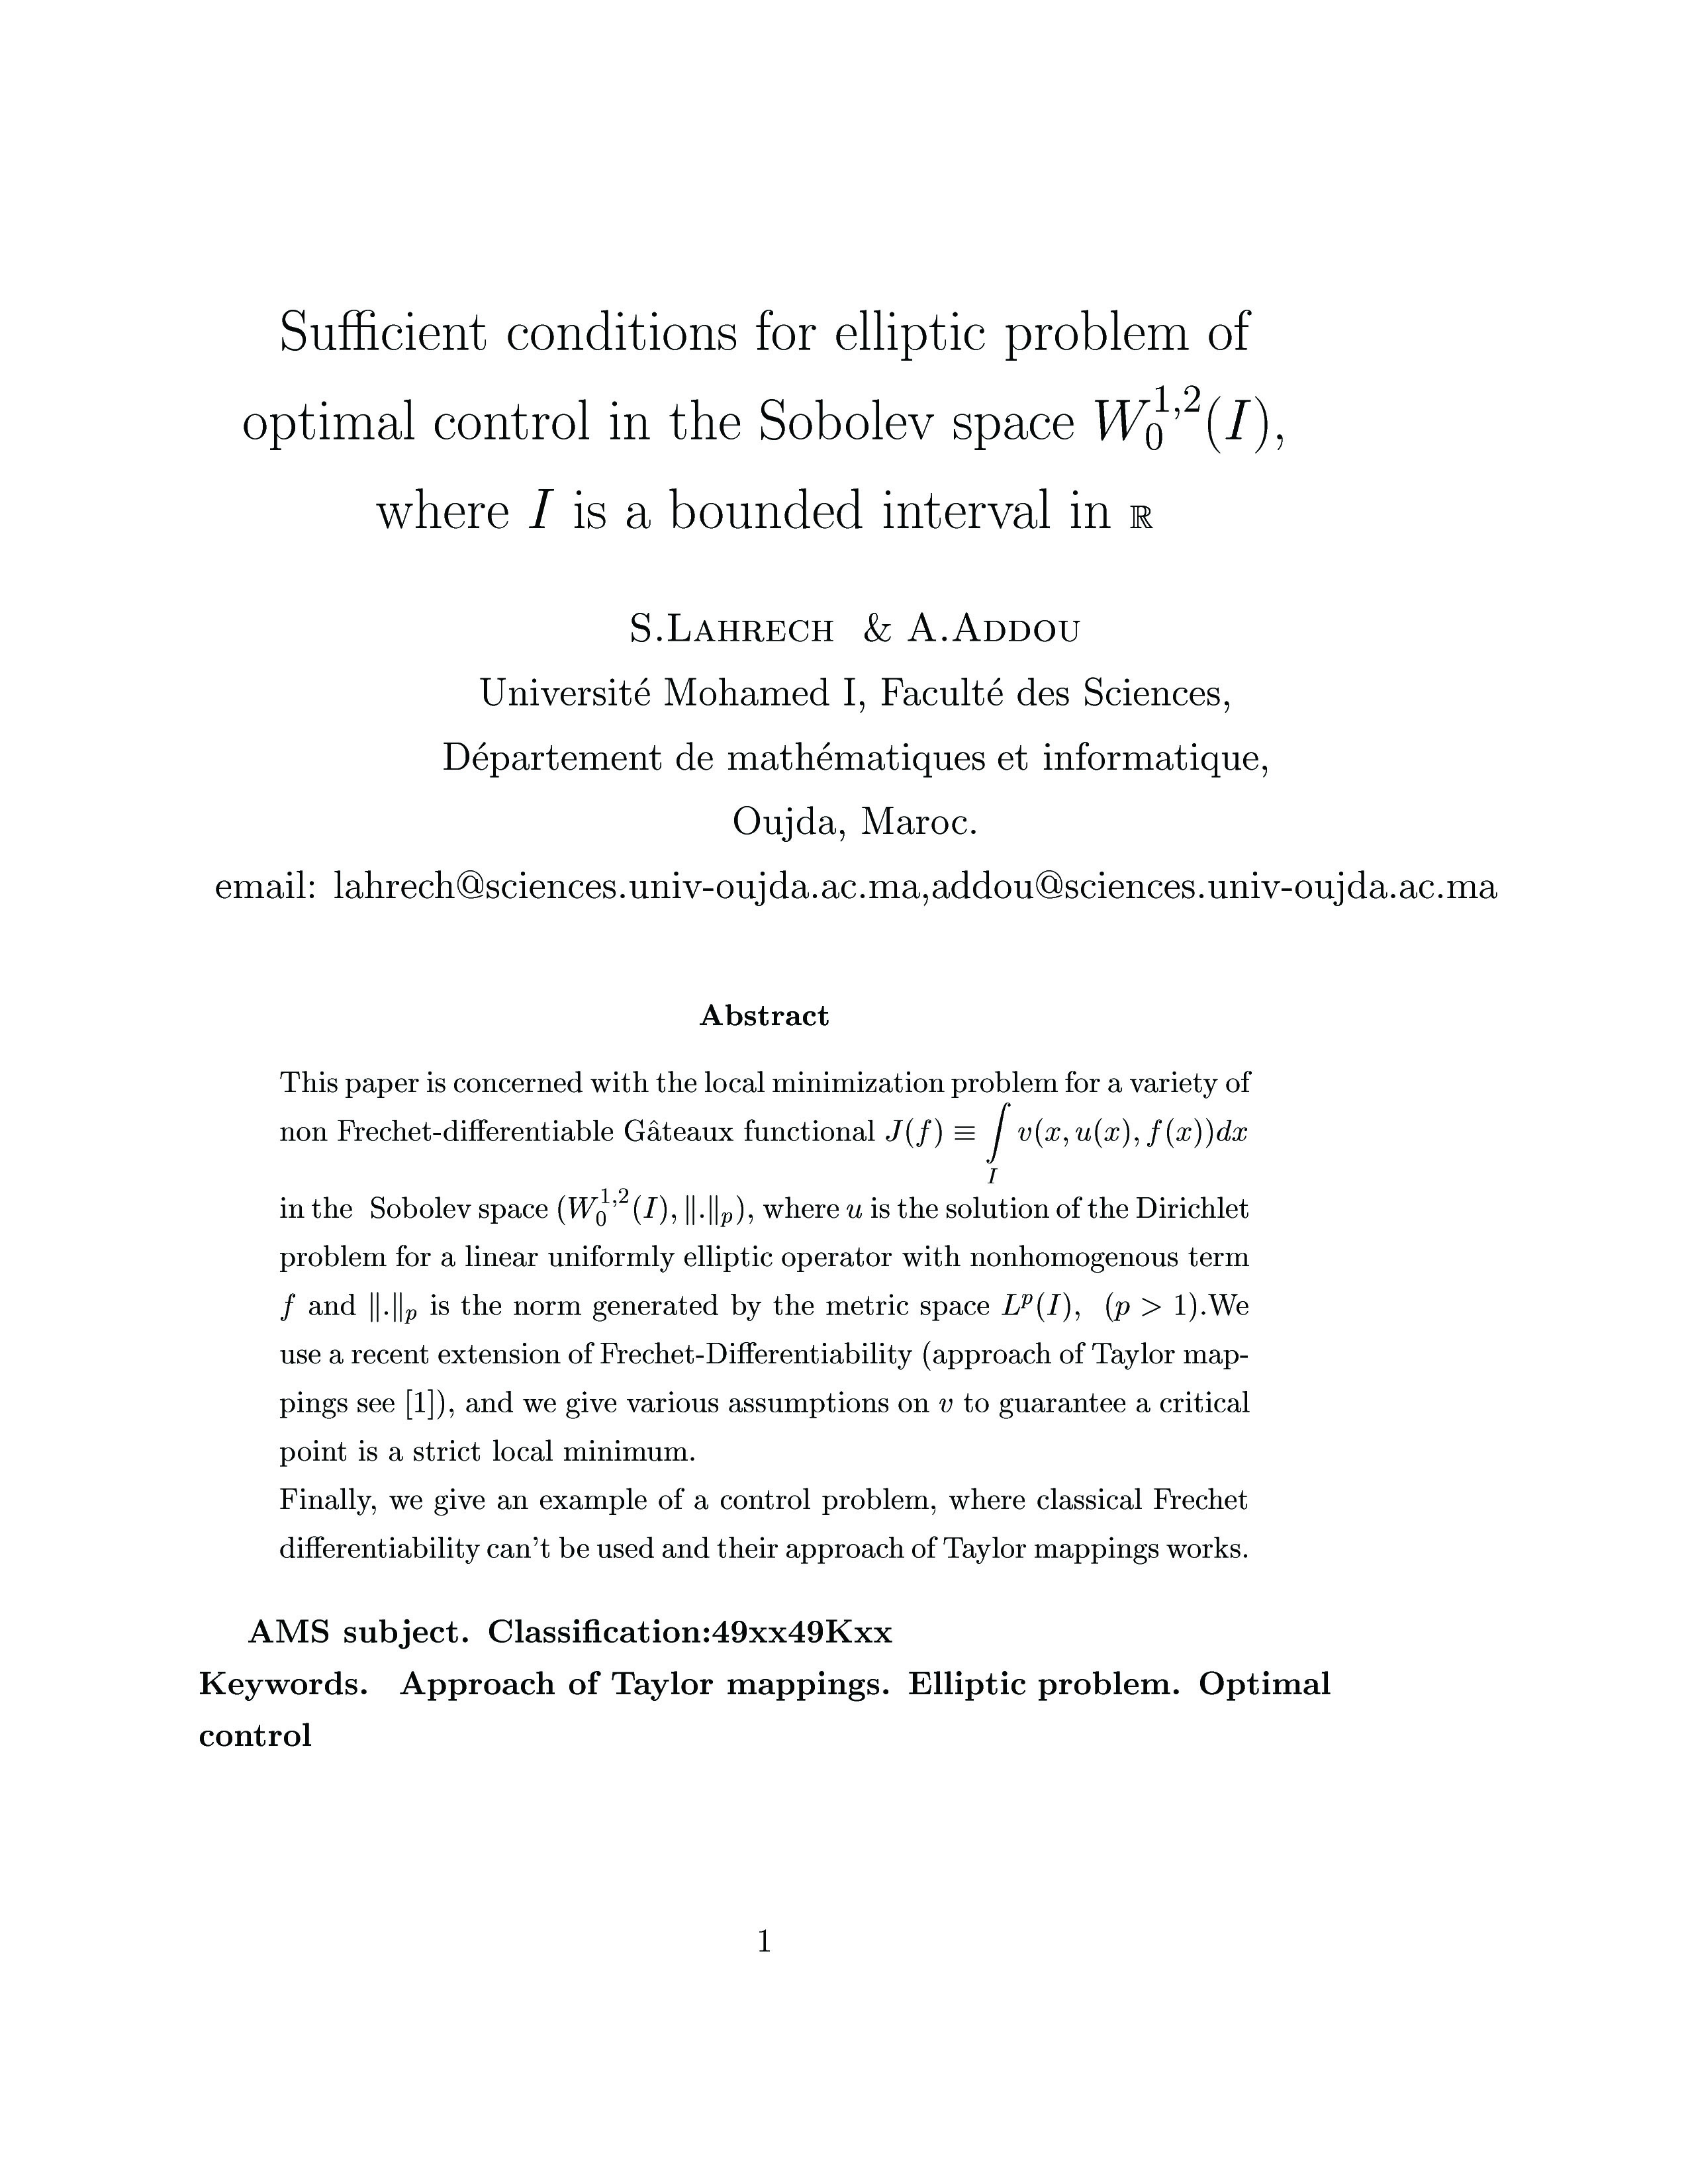 Sufficient conditions for elliptic problem of
optimal control in the Sobolev space $W_0^{1,2}(I)$,
where $I$ is a bounded interval in ℝ
S.LAHRECH & A.ADDOU
Université Mohamed I, Faculté des Sciences,
Département de mathématiques et informatique,
Oujda, Maroc.
email: lahrech@sciences.univ-oujda.ac.ma,addou@sciences.univ-oujda.ac.ma
Abstract
This paper is concerned with the local minimization problem for a variety of
non Frechet-differentiable Gâteaux functional $J(f) \equiv \int\limits_I v(x, u(x), f(x))dx$
in the Sobolev space $(W_0^{1,2}(I), \|.\|_p)$, where $u$ is the solution of the Dirichlet
problem for a linear uniformly elliptic operator with nonhomogenous term
$f$ and $\|.\|_p$ is the norm generated by the metric space $L^p(I)$, $(p > 1)$.We
use a recent extension of Frechet-Differentiability (approach of Taylor map-
pings see [1]), and we give various assumptions on $v$ to guarantee a critical
point is a strict local minimum.
Finally, we give an example of a control problem, where classical Frechet
differentiability can't be used and their approach of Taylor mappings works.
AMS subject. Classification:49xx49Kxx
Keywords. Approach of Taylor mappings. Elliptic problem. Optimal
control
1